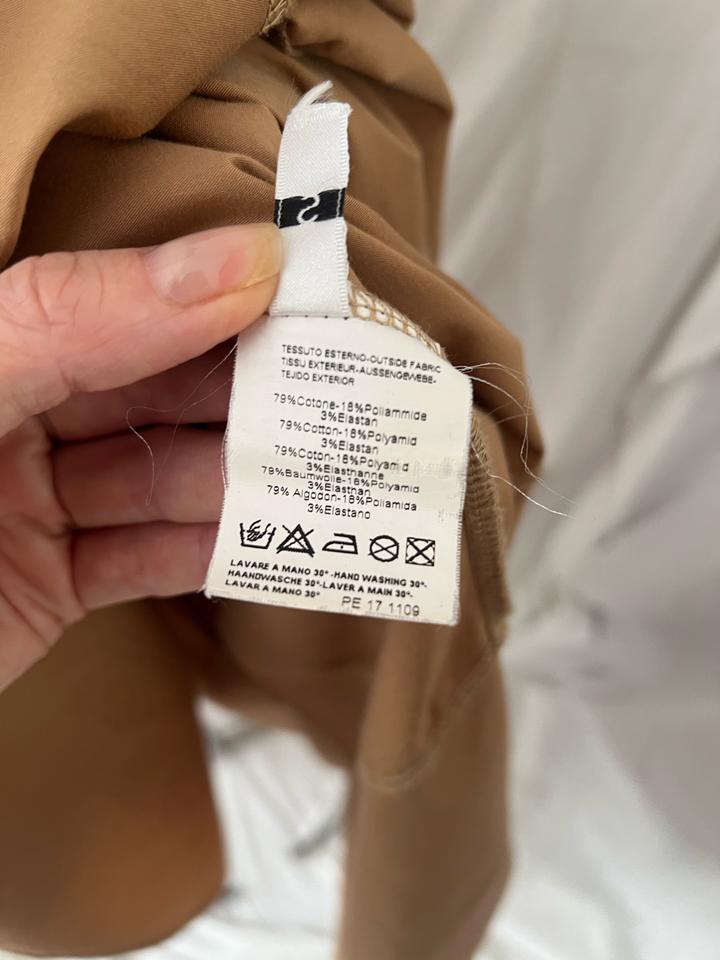 S
TESSUTO ESTERNO-OUTSIDE FABRIC
TISSU EXTERIEUR-AUSSENGEWEBE-
TEJIDO EXTERIOR
79%Cotone-18%Poliammide
3%Elastan
79%Cotton-18%Polyamid
3%Elastan
79%Coton-18%Polyamid
3%Elasthanne
79%Baumwolle-18%Polyamid
3%Elasthan
79% Algodon-18%Poliamida
3%Elastano
LAVARE A MANO 30°-HAND WASHING 30°-
HAANDWASCHE 30°-LAVER A MAIN 30°-
LAVAR A MANO 30° PE 17 1109